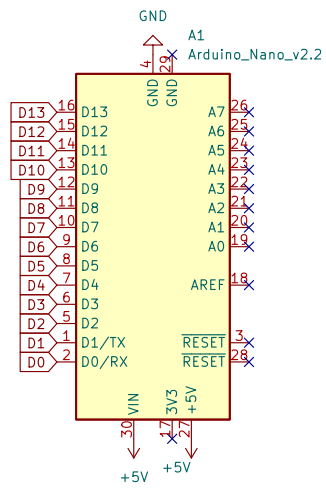 GND
A1
Arduino_Nano_v2.2
4
29
GND
GND
D13 16 D13
D12 15 D12
D11 14 D11
D10 13 D10
D9 12 D9
D8 11 D8
D7 10 D7
D6 9 D6
D5 8 D5
D4 7 D4
D3 6 D3
D2 5 D2
D1 1 D1/TX
D0 2 D0/RX
A7 26
A6 25
A5 24
A4 23
A3 22
A2 21
A1 20
A0 19
AREF 18
RESET 3
RESET 28
VIN
3V3
+5V
30
17
27
+5V
+5V